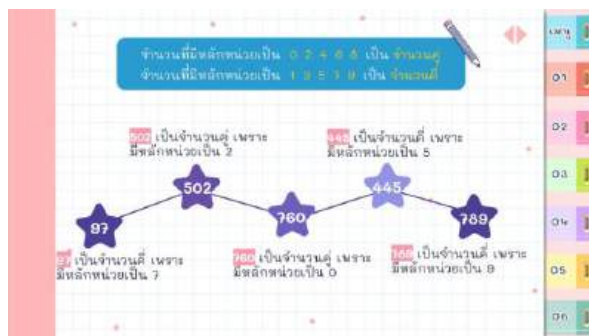 จำนวนที่มีหลักหน่วยเป็น 0 2 4 6 8 เป็น จำนวนคู่
จำนวนที่มีหลักหน่วยเป็น 1 3 5 7 9 เป็น จำนวนคี่
เมนู
01
02
03
04
05
06
502 เป็นจำนวนคู่ เพราะ
มีหลักหน่วยเป็น 2
445 เป็นจำนวนคี่ เพราะ
มีหลักหน่วยเป็น 5
502
445
97
760
789
97 เป็นจำนวนคี่ เพราะ
มีหลักหน่วยเป็น 7
760 เป็นจำนวนคู่ เพราะ
มีหลักหน่วยเป็น 0
789 เป็นจำนวนคี่ เพราะ
มีหลักหน่วยเป็น 9